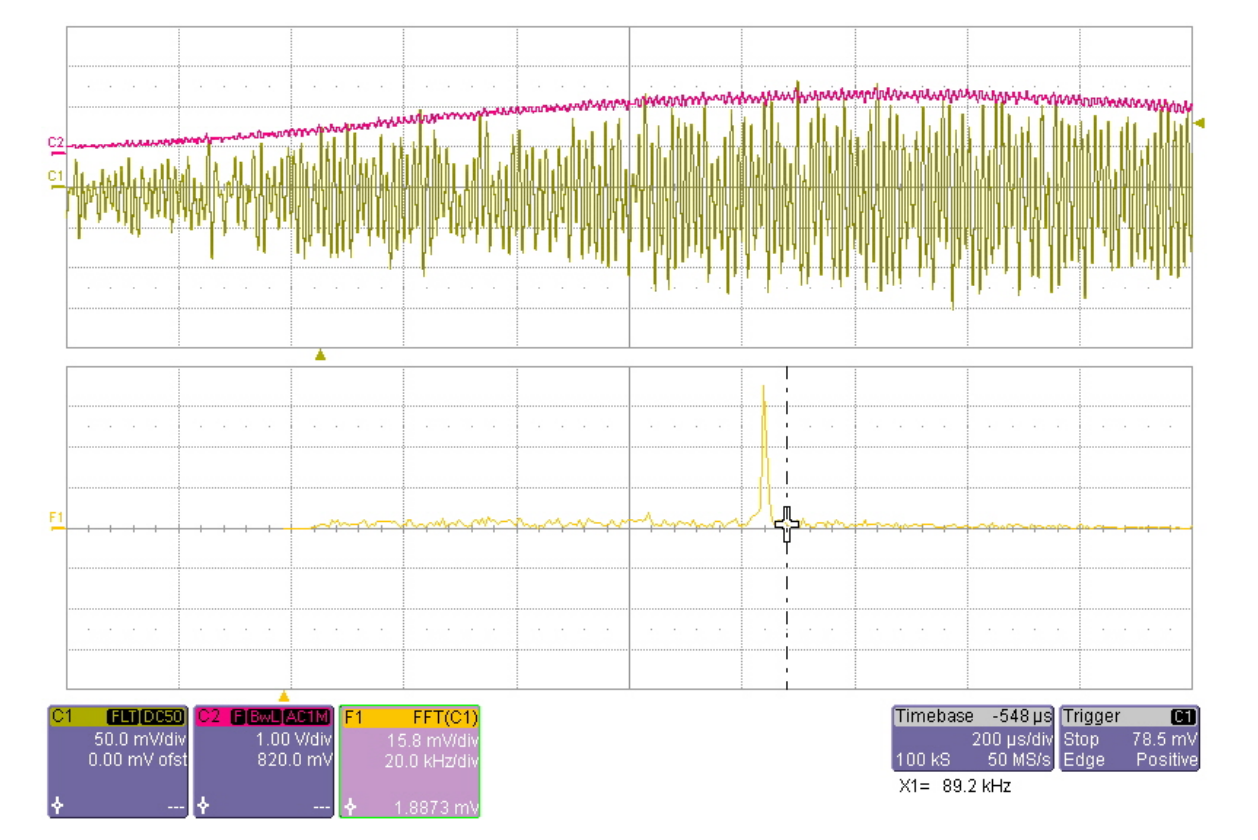 C2
C1
F1
C1 FLT DC50
50.0 mV/div
0.00 mV ofst
---
C2 F BwL AC1M
1.00 V/div
820.0 mV
---
F1 FFT(C1)
15.8 mV/div
20.0 kHz/div
1.8873 mV
Timebase -548 µs
200 µs/div
100 kS 50 MS/s
Trigger C1
Stop 78.5 mV
Edge Positive
X1= 89.2 kHz